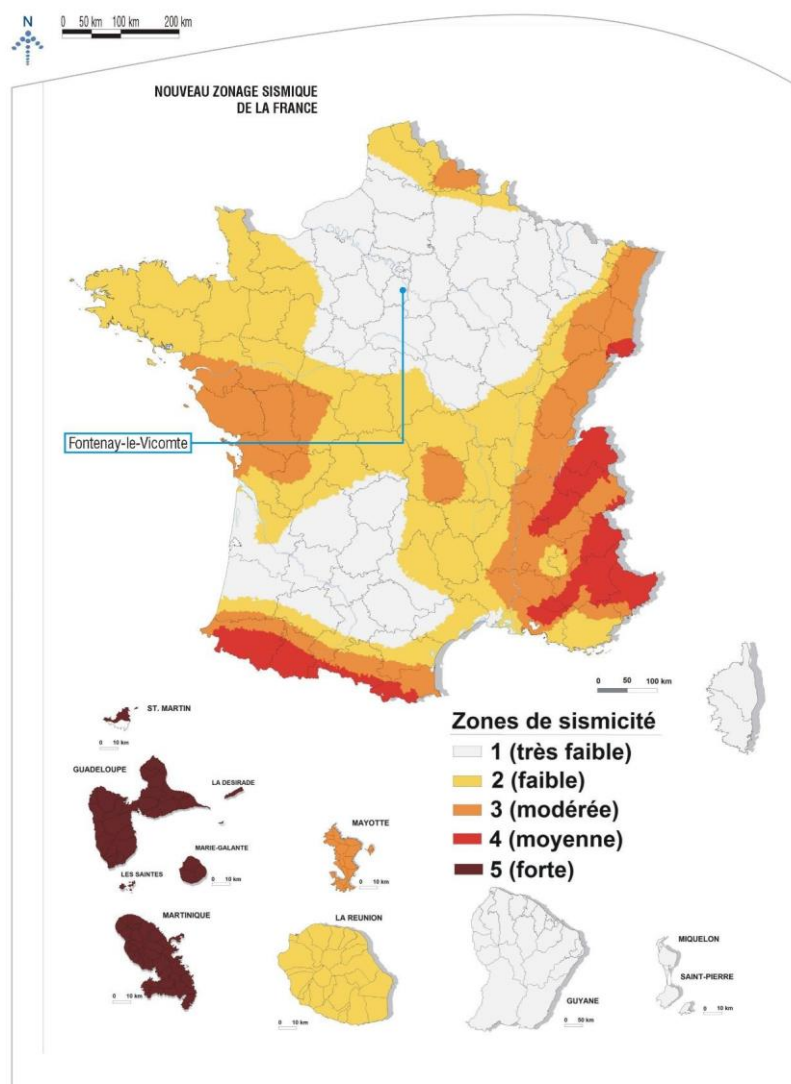 N
0 50 km 100 km 200 km
NOUVEAU ZONAGE SISMIQUE
DE LA FRANCE
Fontenay-le-Vicomte
0 50 100 km
Zones de sismicité
1 (très faible)
2 (faible)
3 (modérée)
4 (moyenne)
5 (forte)
ST. MARTIN
0 10 km
GUADELOUPE
LA DESIRADE
MARIE-GALANTE
LES SAINTES
0 10 km
MAYOTTE
0 10 km
MARTINIQUE
0 10 km
LA REUNION
0 10 km
GUYANE
0 50 km
MIQUELON
SAINT-PIERRE
0 10 km